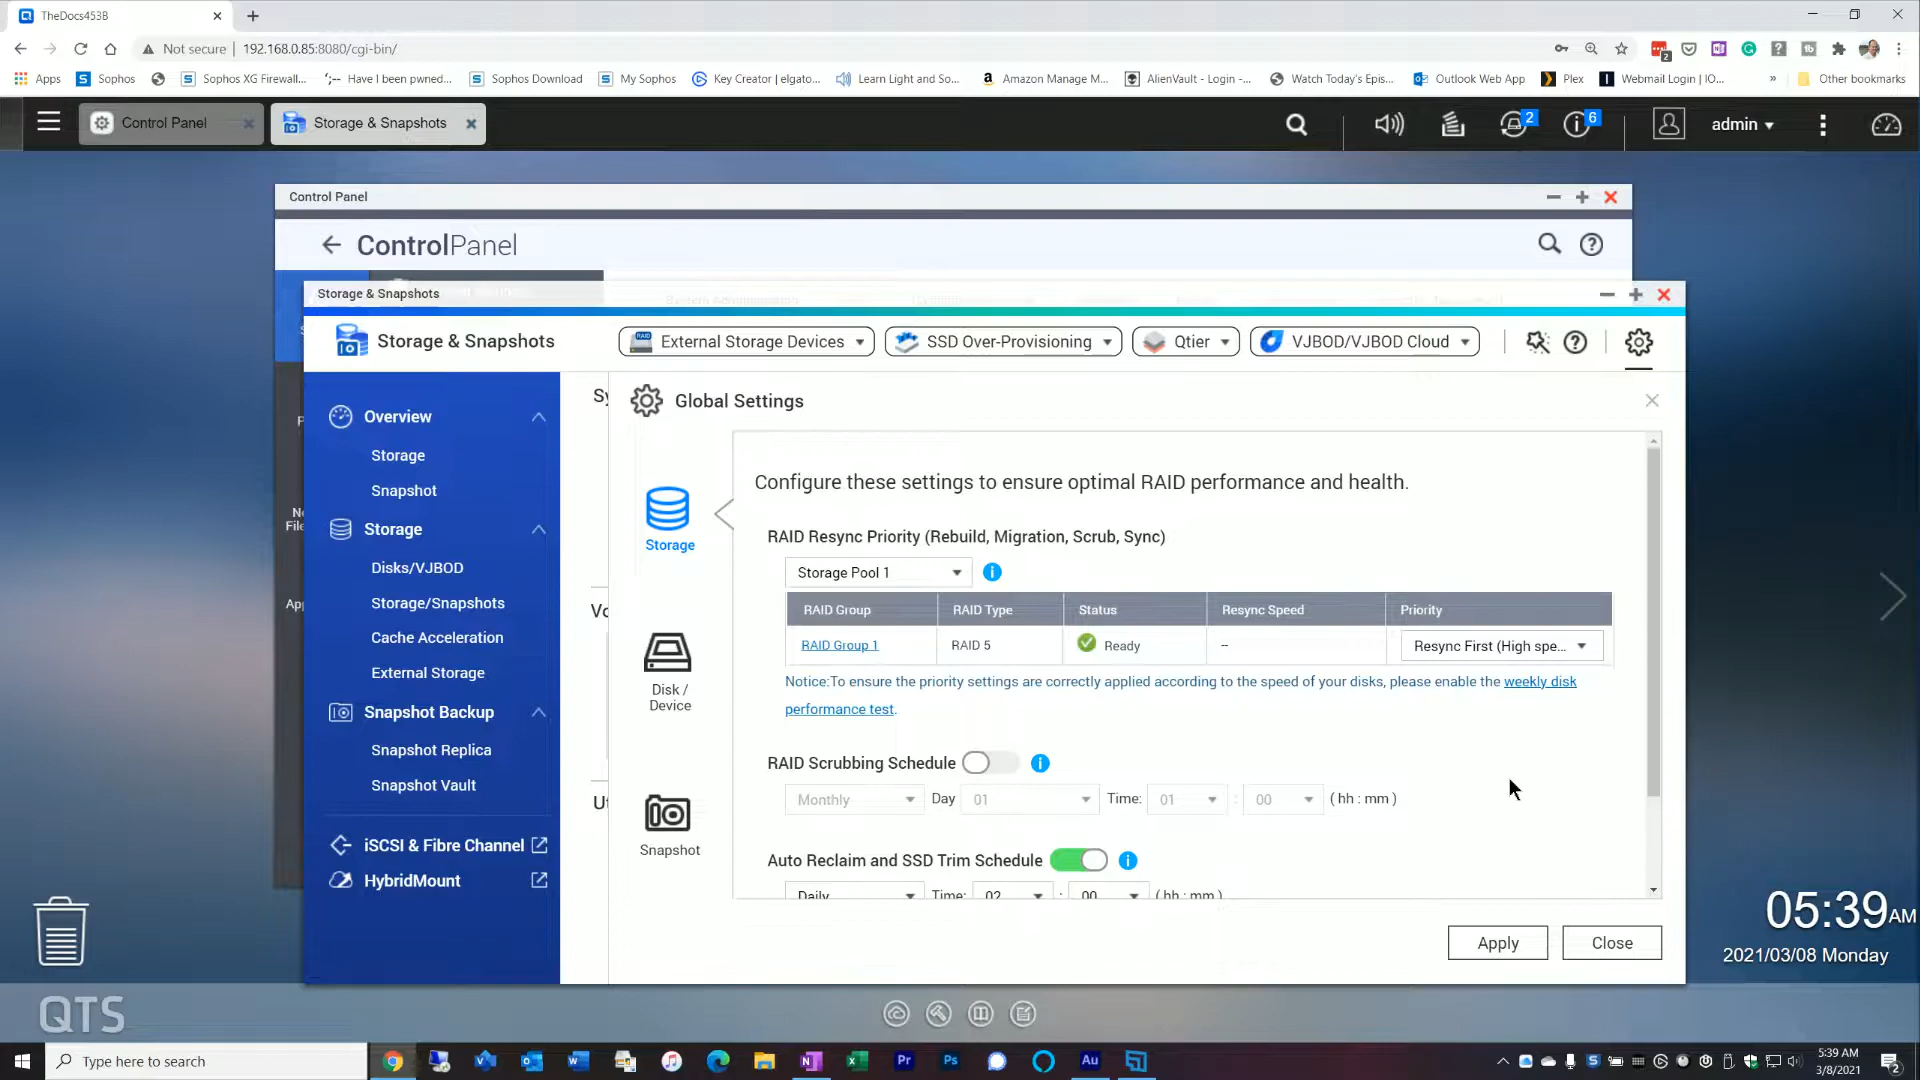 TheDocs453B
Not secure | 192.168.0.85:8080/cgi-bin/
2
Apps Sophos Sophos XG Firewall... Have I been pwned... Sophos Download My Sophos Key Creator | elgato... Learn Light and So... Amazon Manage M... AlienVault - Login -... Watch Today's Epis... Outlook Web App Plex Webmail Login | IO... » Other bookmarks
Control Panel Storage & Snapshots 2 6 admin
Control Panel
ControlPanel
Storage & Snapshots
Storage & Snapshots External Storage Devices SSD Over-Provisioning Qtier VJBOD/VJBOD Cloud
Overview
Storage
Snapshot
Storage
Disks/VJBOD
Storage/Snapshots
Cache Acceleration
External Storage
Snapshot Backup
Snapshot Replica
Snapshot Vault
iSCSI & Fibre Channel
HybridMount
Global Settings
Storage
Disk /
Device
Snapshot
Configure these settings to ensure optimal RAID performance and health.
RAID Resync Priority (Rebuild, Migration, Scrub, Sync)
Storage Pool 1
RAID Group RAID Type Status Resync Speed Priority
RAID Group 1 RAID 5 Ready -- Resync First (High spe...
Notice:To ensure the priority settings are correctly applied according to the speed of your disks, please enable the weekly disk
performance test.
RAID Scrubbing Schedule
Monthly Day 01 Time: 01 : 00 ( hh : mm )
Auto Reclaim and SSD Trim Schedule
Daily Time: 02 : 00 ( hh : mm )
Apply Close
05:39AM
2021/03/08 Monday
QTS
Type here to search
5:39 AM
3/8/2021
2